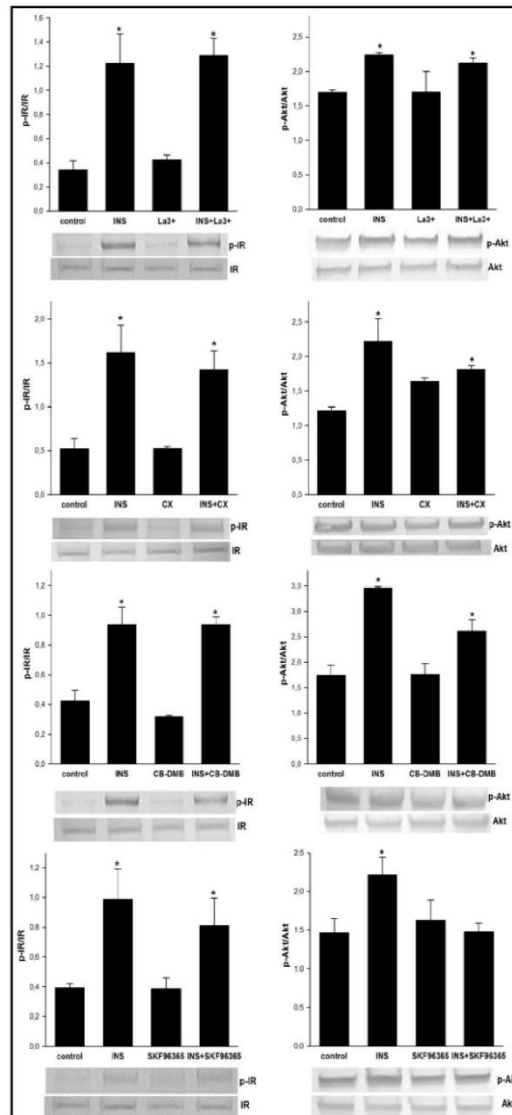 p-IR/IR
1,4
1,2
1,0
0,8
0,6
0,4
0,2
0,0
* *
control INS La3+ INS+La3+
p-IR
IR
p-Akt/Akt
2,5
2,0
1,5
1,0
0,5
0,0
* *
control INS La3+ INS+La3+
p-Akt
Akt
p-IR/IR
2,0
1,5
1,0
0,5
0,0
* *
control INS CX INS+CX
p-IR
IR
p-Akt/Akt
2,5
2,0
1,5
1,0
0,5
0,0
* *
control INS CX INS+CX
p-Akt
Akt
p-IR/IR
1,4
1,2
1,0
0,8
0,6
0,4
0,2
0,0
* *
control INS CB-DMB INS+CB-DMB
p-IR
IR
p-Akt/Akt
3,5
3,0
2,5
2,0
1,5
1,0
0,5
0,0
* *
control INS CB-DMB INS+CB-DMB
p-Akt
Akt
p-IR/IR
1,0
0,8
0,6
0,4
0,2
0,0
* *
control INS SKF96365 INS+SKF96365
p-IR
IR
p-Akt/Akt
2.5
2.0
1.5
1.0
0.5
0.0
*
control INS SKF96365 INS+SKF96365
p-Ak
Ak